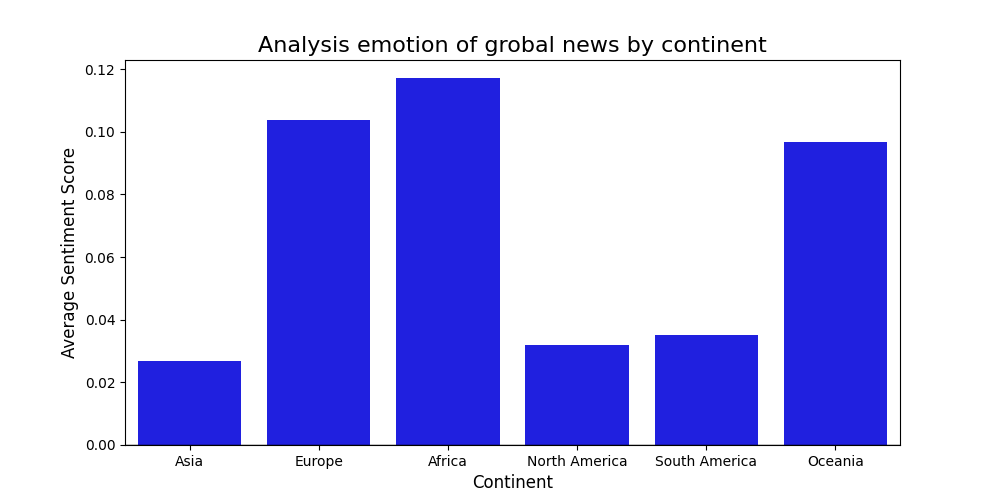 Analysis emotion of grobal news by continent
0.12
0.10
0.08
0.06
0.04
0.02
0.00
Average Sentiment Score
Asia Europe Africa North America South America Oceania
Continent